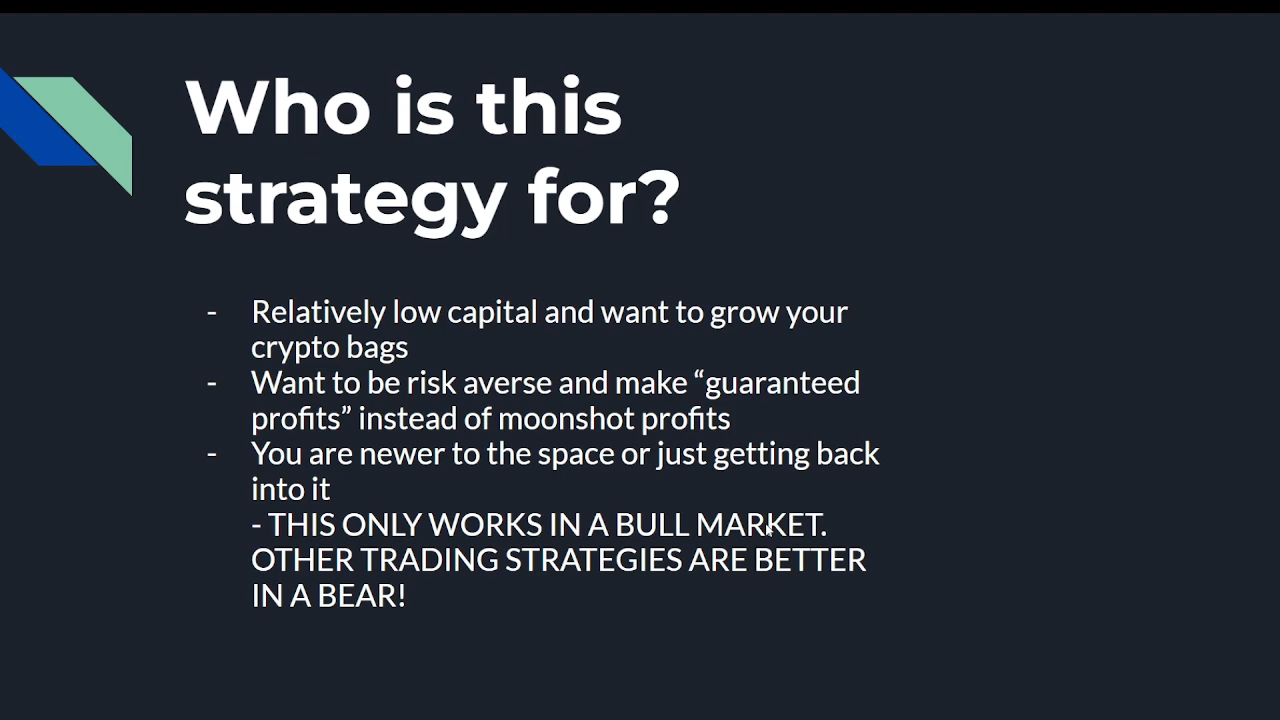 Who is this
strategy for?
- Relatively low capital and want to grow your
crypto bags
- Want to be risk averse and make “guaranteed
profits” instead of moonshot profits
- You are newer to the space or just getting back
into it
- THIS ONLY WORKS IN A BULL MARKET.
OTHER TRADING STRATEGIES ARE BETTER
IN A BEAR!